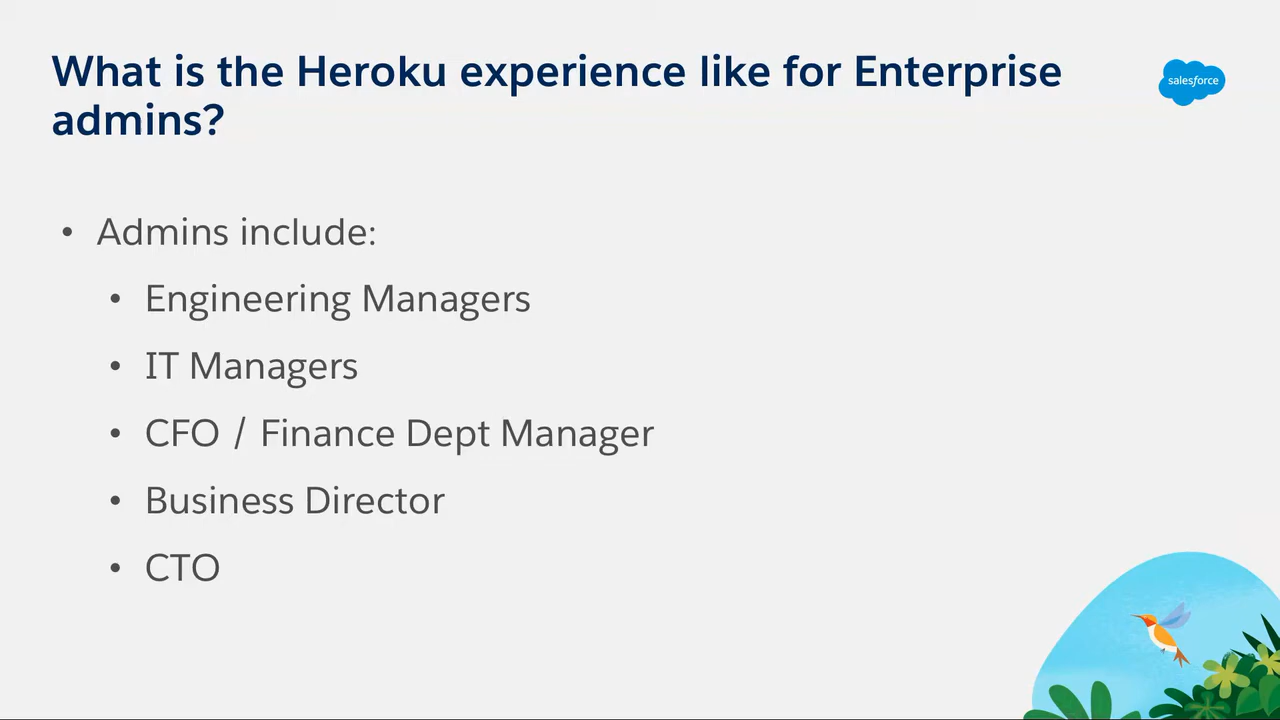 What is the Heroku experience like for Enterprise
admins?
salesforce
• Admins include:
• Engineering Managers
• IT Managers
• CFO / Finance Dept Manager
• Business Director
• CTO